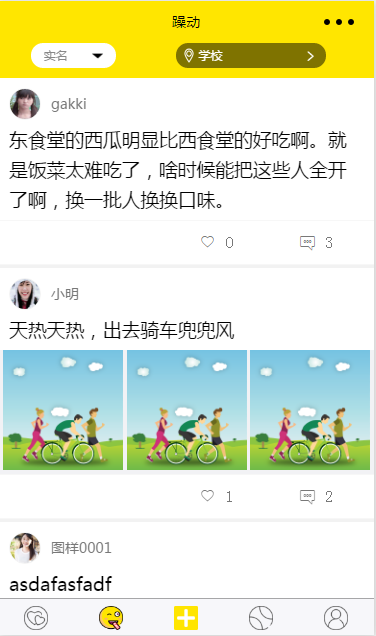 躁动
实名
学校
gakki
东食堂的西瓜明显比西食堂的好吃啊。就
是饭菜太难吃了，啥时候能把这些人全开
了啊，换一批人换换口味。
0
3
小明
天热天热，出去骑车兜兜风
1
2
图样0001
asdafasfadf